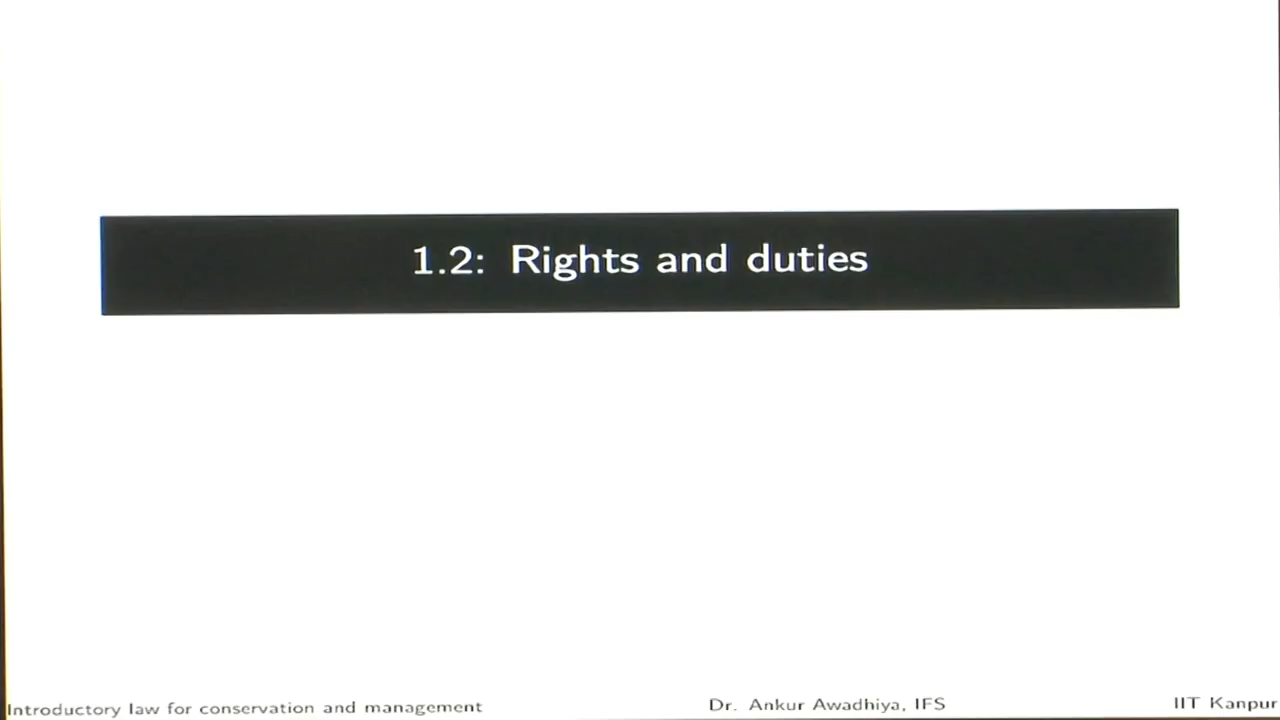 1.2: Rights and duties
Introductory law for conservation and management Dr. Ankur Awadhiya, IFS IIT Kanpur